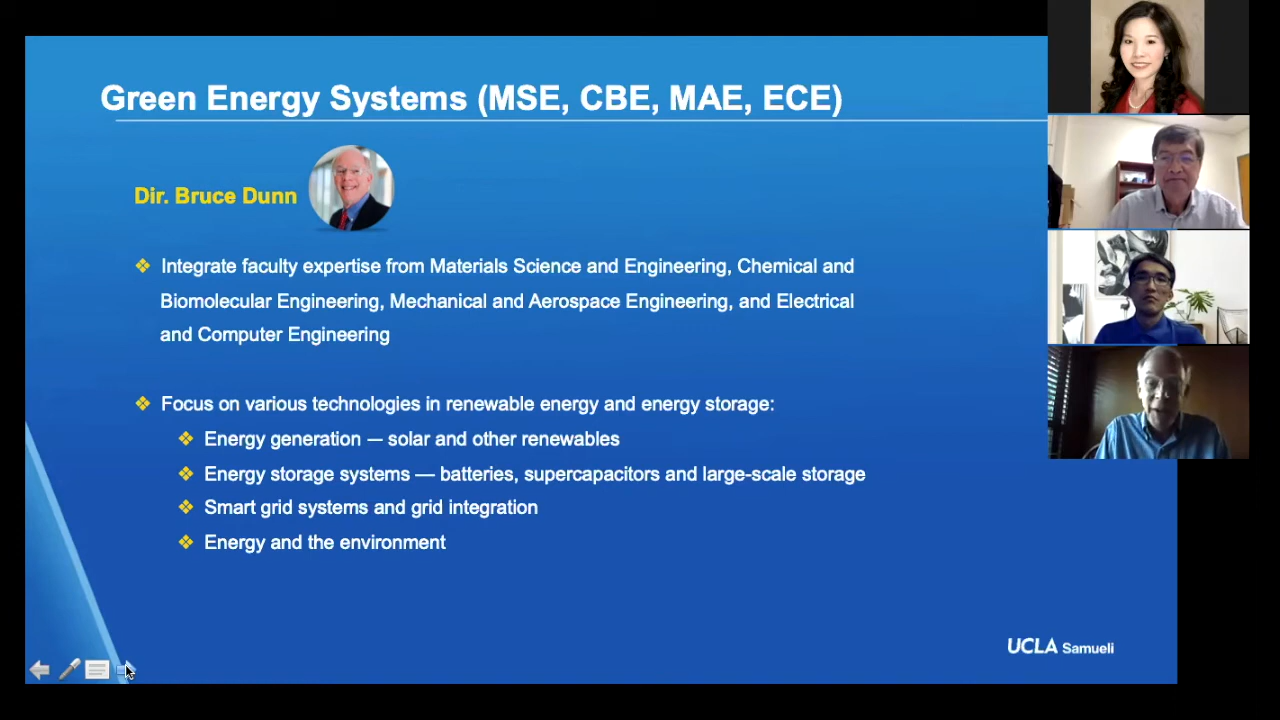 Green Energy Systems (MSE, CBE, MAE, ECE)
Dir. Bruce Dunn
Integrate faculty expertise from Materials Science and Engineering, Chemical and
Biomolecular Engineering, Mechanical and Aerospace Engineering, and Electrical
and Computer Engineering
Focus on various technologies in renewable energy and energy storage:
Energy generation — solar and other renewables
Energy storage systems — batteries, supercapacitors and large-scale storage
Smart grid systems and grid integration
Energy and the environment
UCLA Samueli